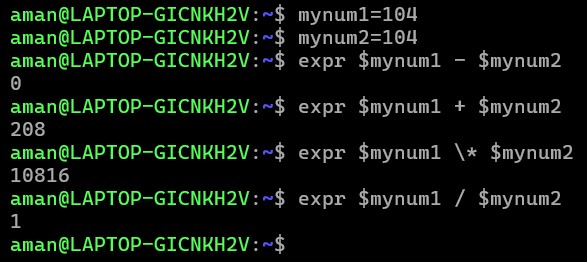 aman@LAPTOP-GICNKH2V:~$ mynum1=104
aman@LAPTOP-GICNKH2V:~$ mynum2=104
aman@LAPTOP-GICNKH2V:~$ expr $mynum1 - $mynum2
0
aman@LAPTOP-GICNKH2V:~$ expr $mynum1 + $mynum2
208
aman@LAPTOP-GICNKH2V:~$ expr $mynum1 \* $mynum2
10816
aman@LAPTOP-GICNKH2V:~$ expr $mynum1 / $mynum2
1
aman@LAPTOP-GICNKH2V:~$